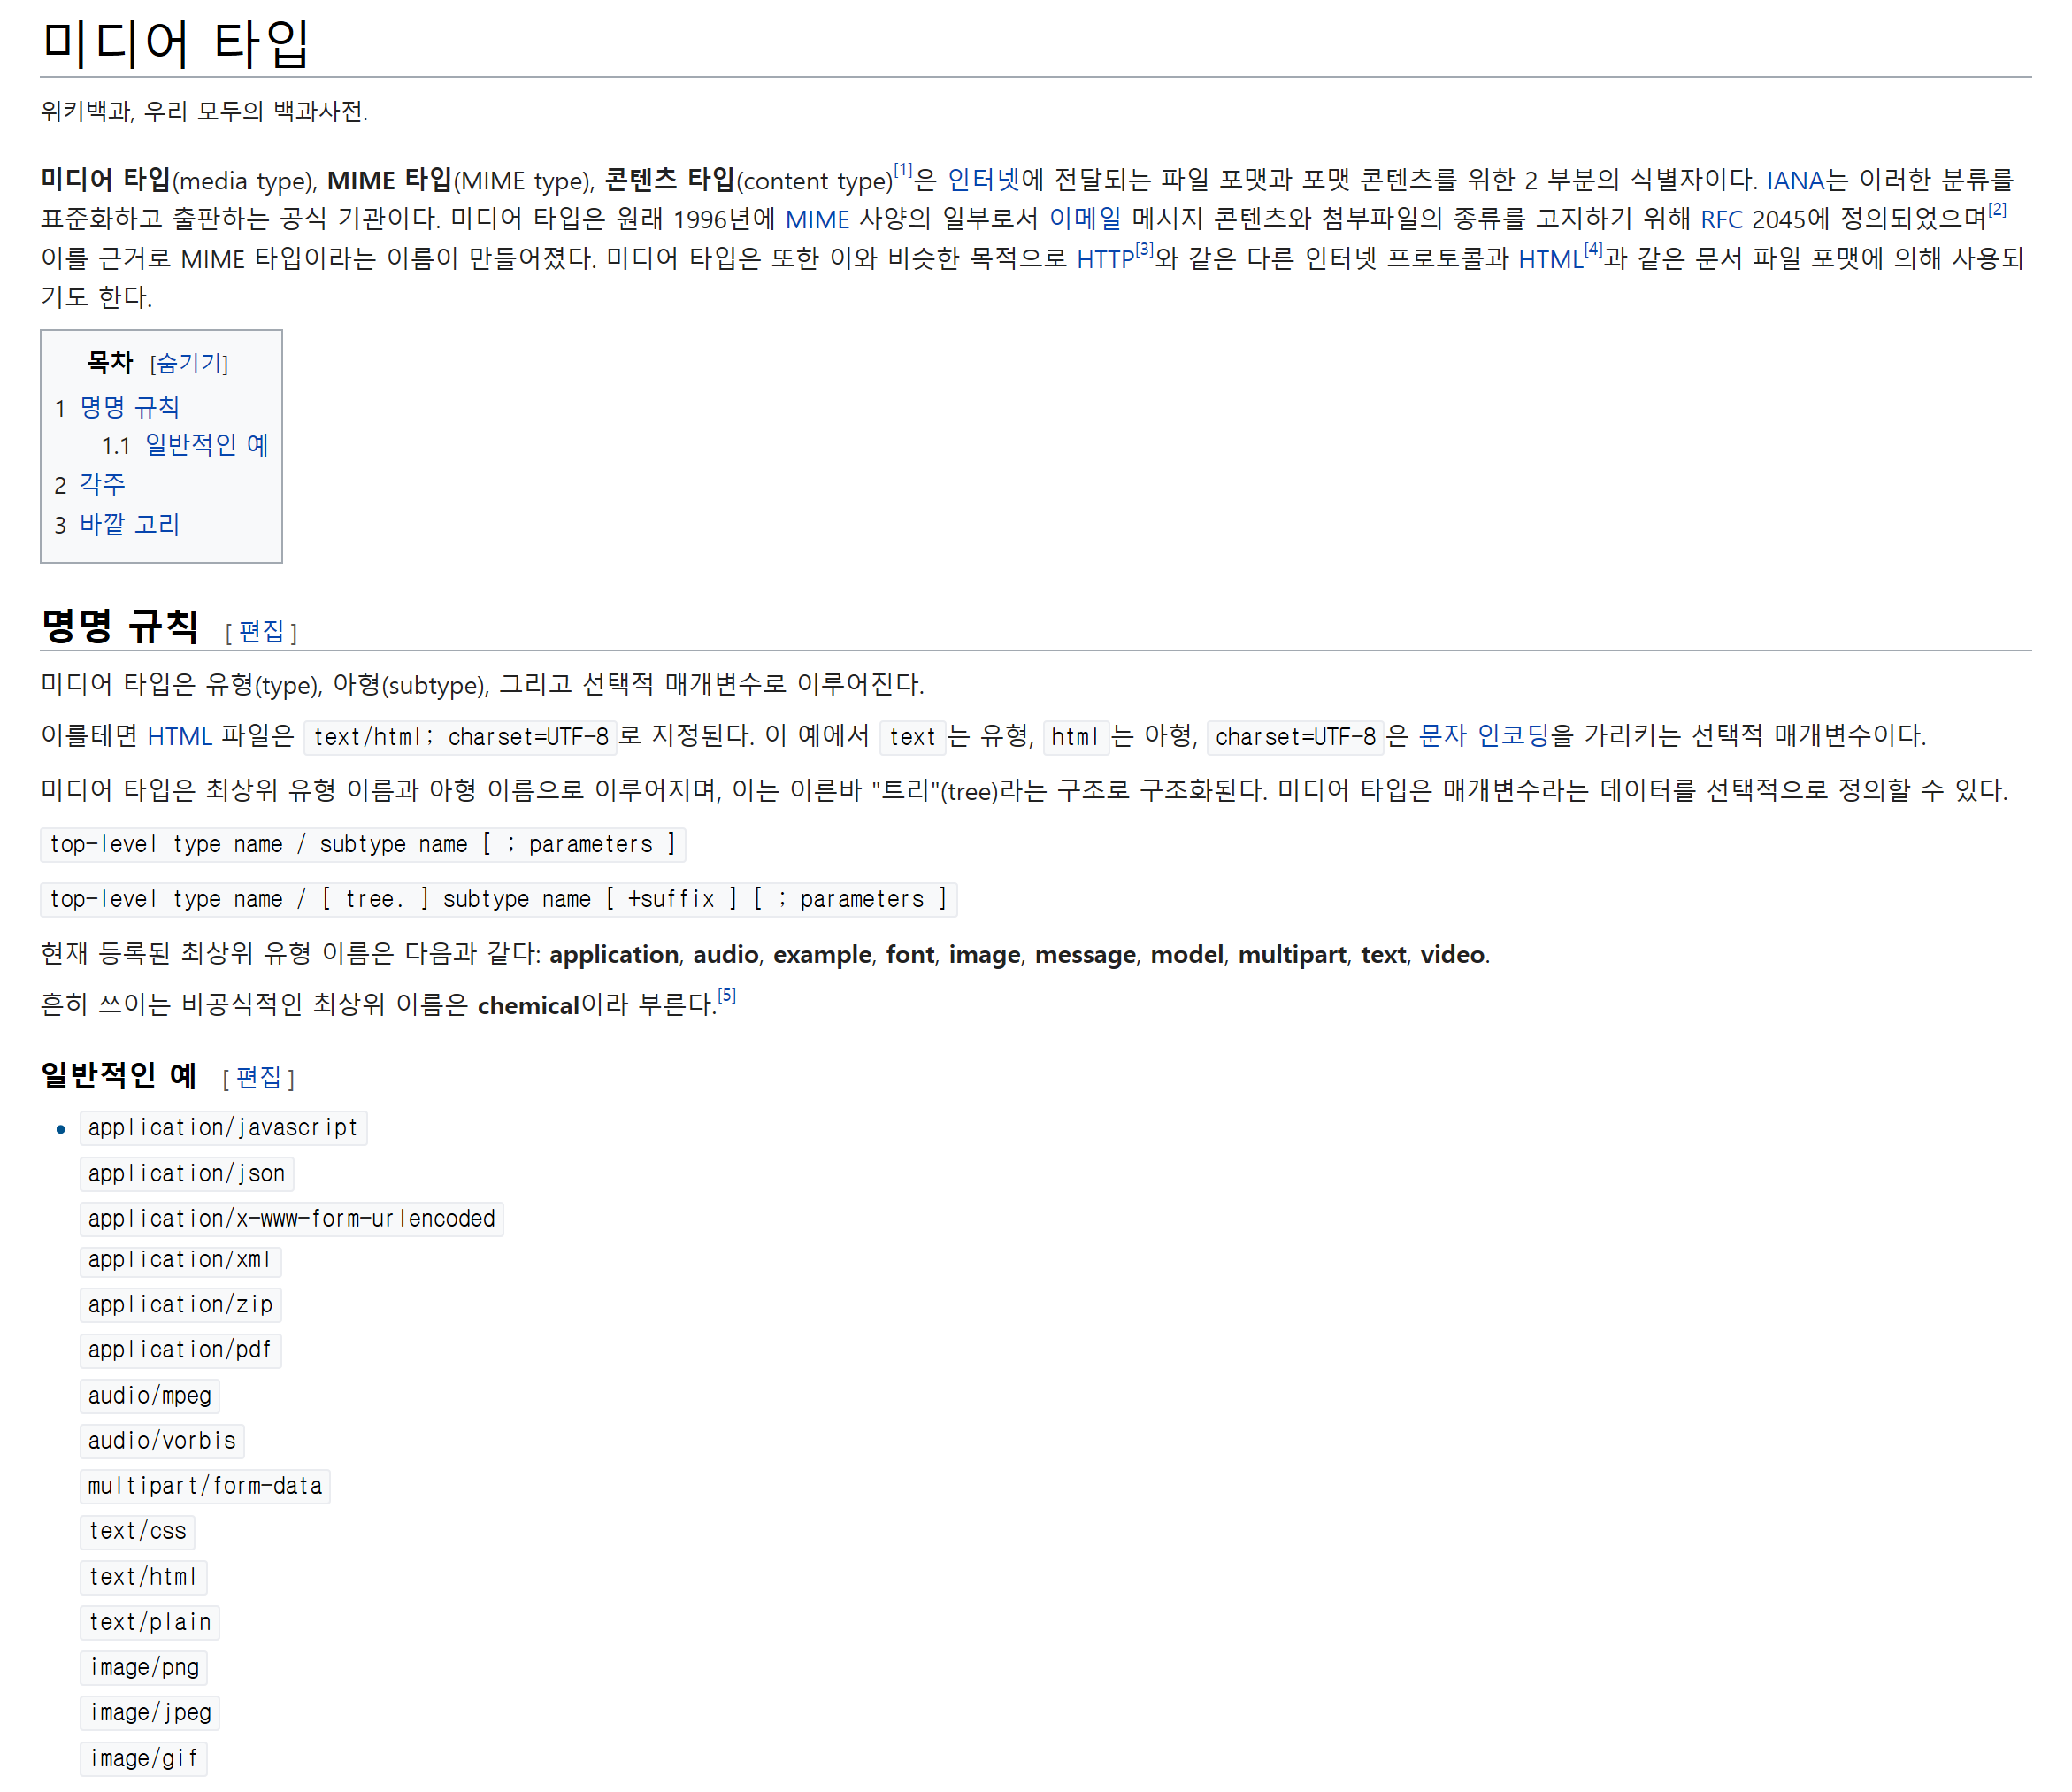 미디어 타입
위키백과, 우리 모두의 백과사전.
미디어 타입(media type), MIME 타입(MIME type), 콘텐츠 타입(content type)[1]은 인터넷에 전달되는 파일 포맷과 포맷 콘텐츠를 위한 2 부분의 식별자이다. IANA는 이러한 분류를
표준화하고 출판하는 공식 기관이다. 미디어 타입은 원래 1996년에 MIME 사양의 일부로서 이메일 메시지 콘텐츠와 첨부파일의 종류를 고지하기 위해 RFC 2045에 정의되었으며[2]
이를 근거로 MIME 타입이라는 이름이 만들어졌다. 미디어 타입은 또한 이와 비슷한 목적으로 HTTP[3]와 같은 다른 인터넷 프로토콜과 HTML[4]과 같은 문서 파일 포맷에 의해 사용되
기도 한다.
목차 [숨기기]
1 명명 규칙
1.1 일반적인 예
2 각주
3 바깥 고리
명명 규칙 [ 편집 ]
미디어 타입은 유형(type), 아형(subtype), 그리고 선택적 매개변수로 이루어진다.
이를테면 HTML 파일은 text/html; charset=UTF-8 로 지정된다. 이 예에서 text 는 유형, html 는 아형, charset=UTF-8 은 문자 인코딩을 가리키는 선택적 매개변수이다.
미디어 타입은 최상위 유형 이름과 아형 이름으로 이루어지며, 이는 이른바 "트리"(tree)라는 구조로 구조화된다. 미디어 타입은 매개변수라는 데이터를 선택적으로 정의할 수 있다.
top-level type name / subtype name [ ; parameters ]
top-level type name / [ tree. ] subtype name [ +suffix ] [ ; parameters ]
현재 등록된 최상위 유형 이름은 다음과 같다: application, audio, example, font, image, message, model, multipart, text, video.
흔히 쓰이는 비공식적인 최상위 이름은 chemical이라 부른다.[5]
일반적인 예 [ 편집 ]
• application/javascript
application/json
application/x-www-form-urlencoded
application/xml
application/zip
application/pdf
audio/mpeg
audio/vorbis
multipart/form-data
text/css
text/html
text/plain
image/png
image/jpeg
image/gif